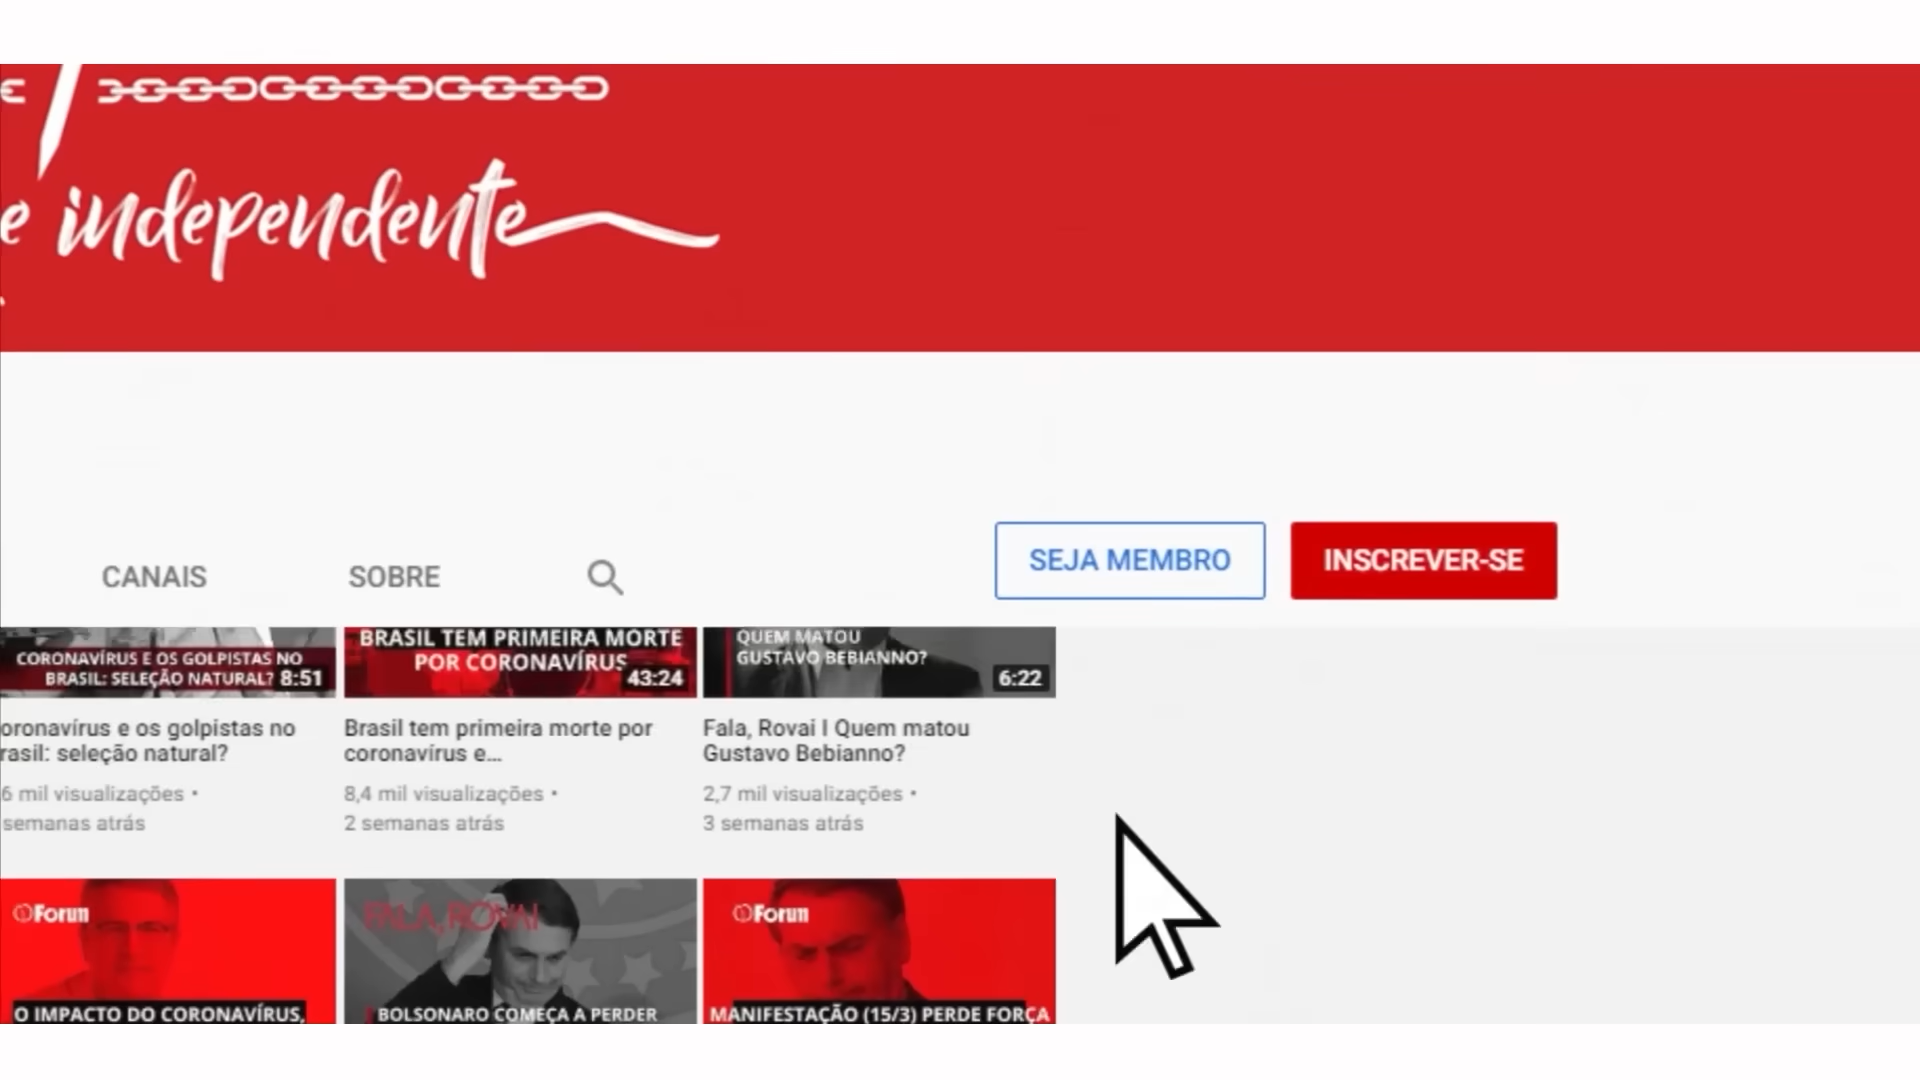 e independente
CANAIS
SOBRE
SEJA MEMBRO
INSCREVER-SE
CORONAVÍRUS E OS GOLPISTAS NO
BRASIL: SELEÇÃO NATURAL?
8:51
BRASIL TEM PRIMEIRA MORTE
POR CORONAVÍRUS
43:24
QUEM MATOU
GUSTAVO BEBIANNO?
6:22
oronavírus e os golpistas no
rasil: seleção natural?
6 mil visualizações •
semanas atrás
Brasil tem primeira morte por
coronavírus e...
8,4 mil visualizações •
2 semanas atrás
Fala, Rovai I Quem matou
Gustavo Bebianno?
2,7 mil visualizações •
3 semanas atrás
Forum
O IMPACTO DO CORONAVÍRUS,
FALA, ROVAI
BOLSONARO COMEÇA A PERDER
Forum
MANIFESTAÇÃO (15/3) PERDE FORÇA